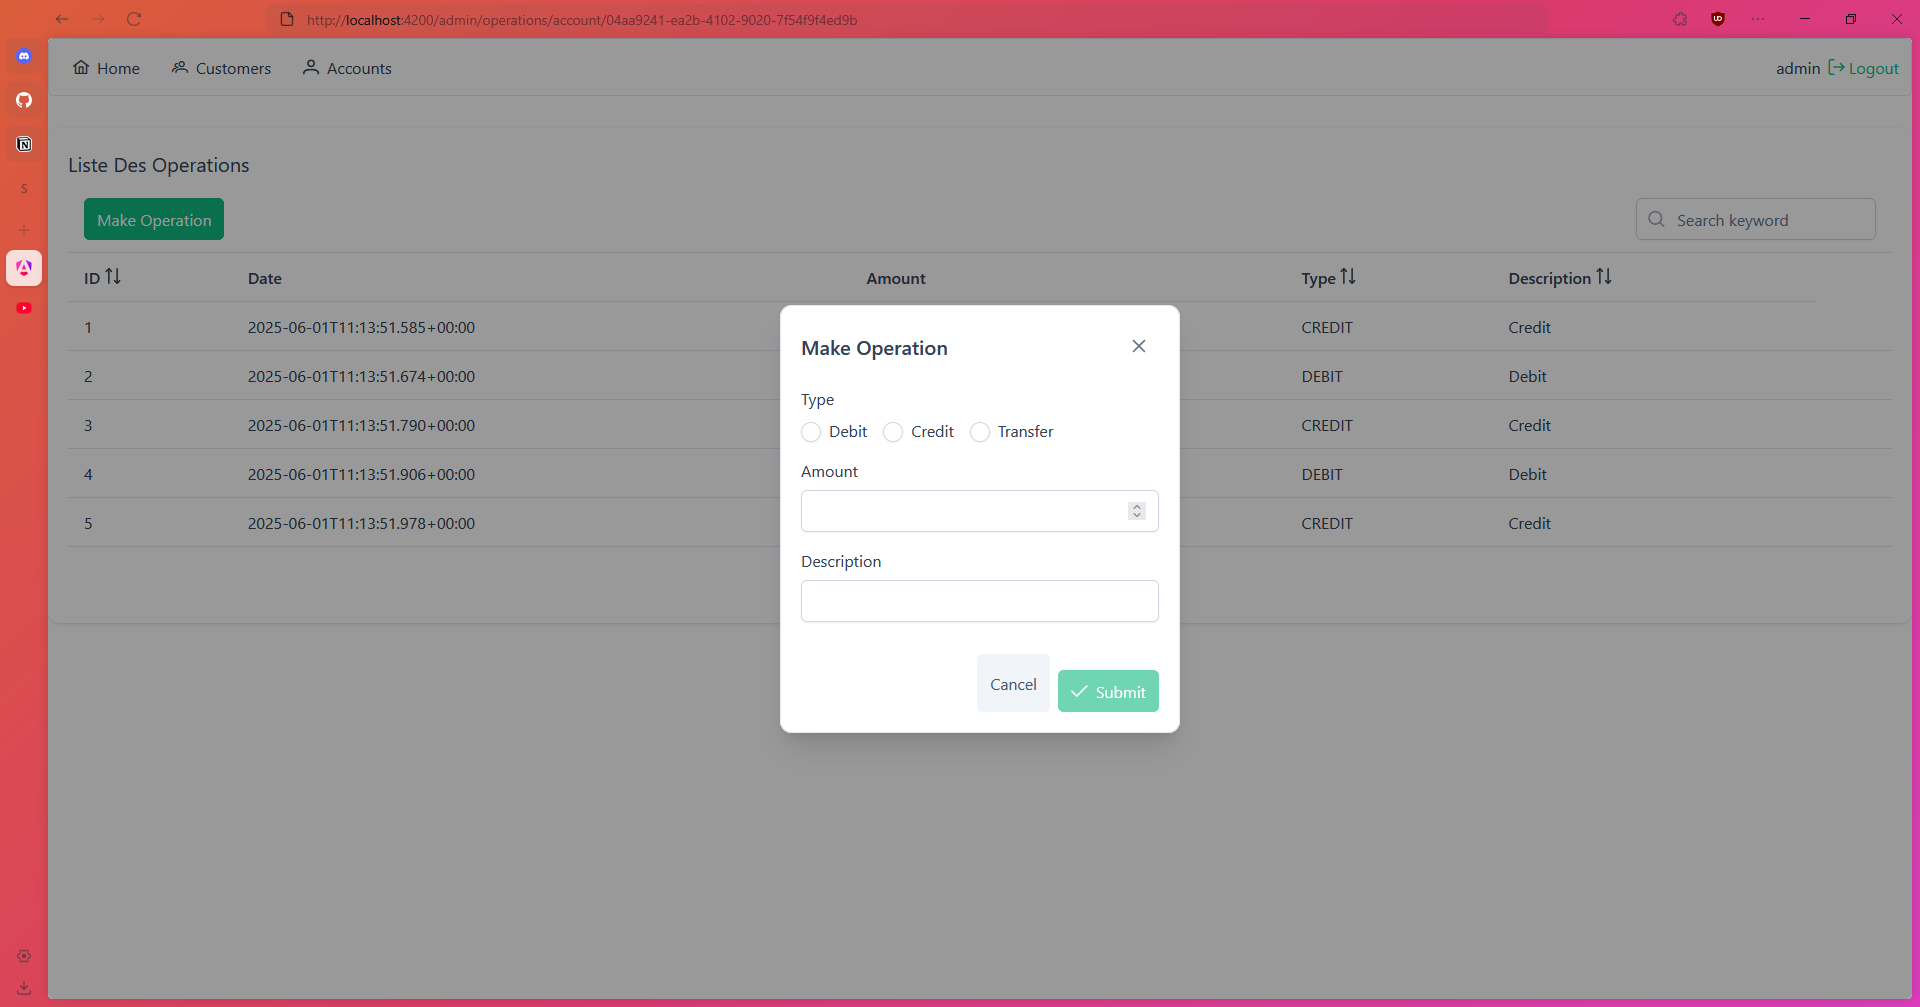 http://localhost:4200/admin/operations/account/04aa9241-ea2b-4102-9020-7f54f9f4ed9b
Home Customers Accounts admin Logout
Liste Des Operations
Make Operation Search keyword
S
ID Date Amount Type Description
1 2025-06-01T11:13:51.585+00:00 CREDIT Credit
2 2025-06-01T11:13:51.674+00:00 DEBIT Debit
3 2025-06-01T11:13:51.790+00:00 CREDIT Credit
4 2025-06-01T11:13:51.906+00:00 DEBIT Debit
5 2025-06-01T11:13:51.978+00:00 CREDIT Credit
Make Operation
Type
Debit Credit Transfer
Amount
Description
Cancel Submit